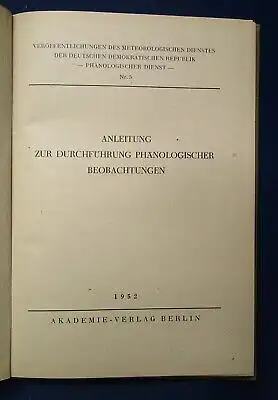 VERÖFFENTLICHUNGEN DES METEOROLOGISCHEN DIENSTES
DER DEUTSCHEN DEMOKRATISCHEN REPUBLIK
— PHÄNOLOGISCHER DIENST —
Nr. 5
ANLEITUNG
ZUR DURCHFÜHRUNG PHÄNOLOGISCHER
BEOBACHTUNGEN
1952
AKADEMIE-VERLAG BERLIN